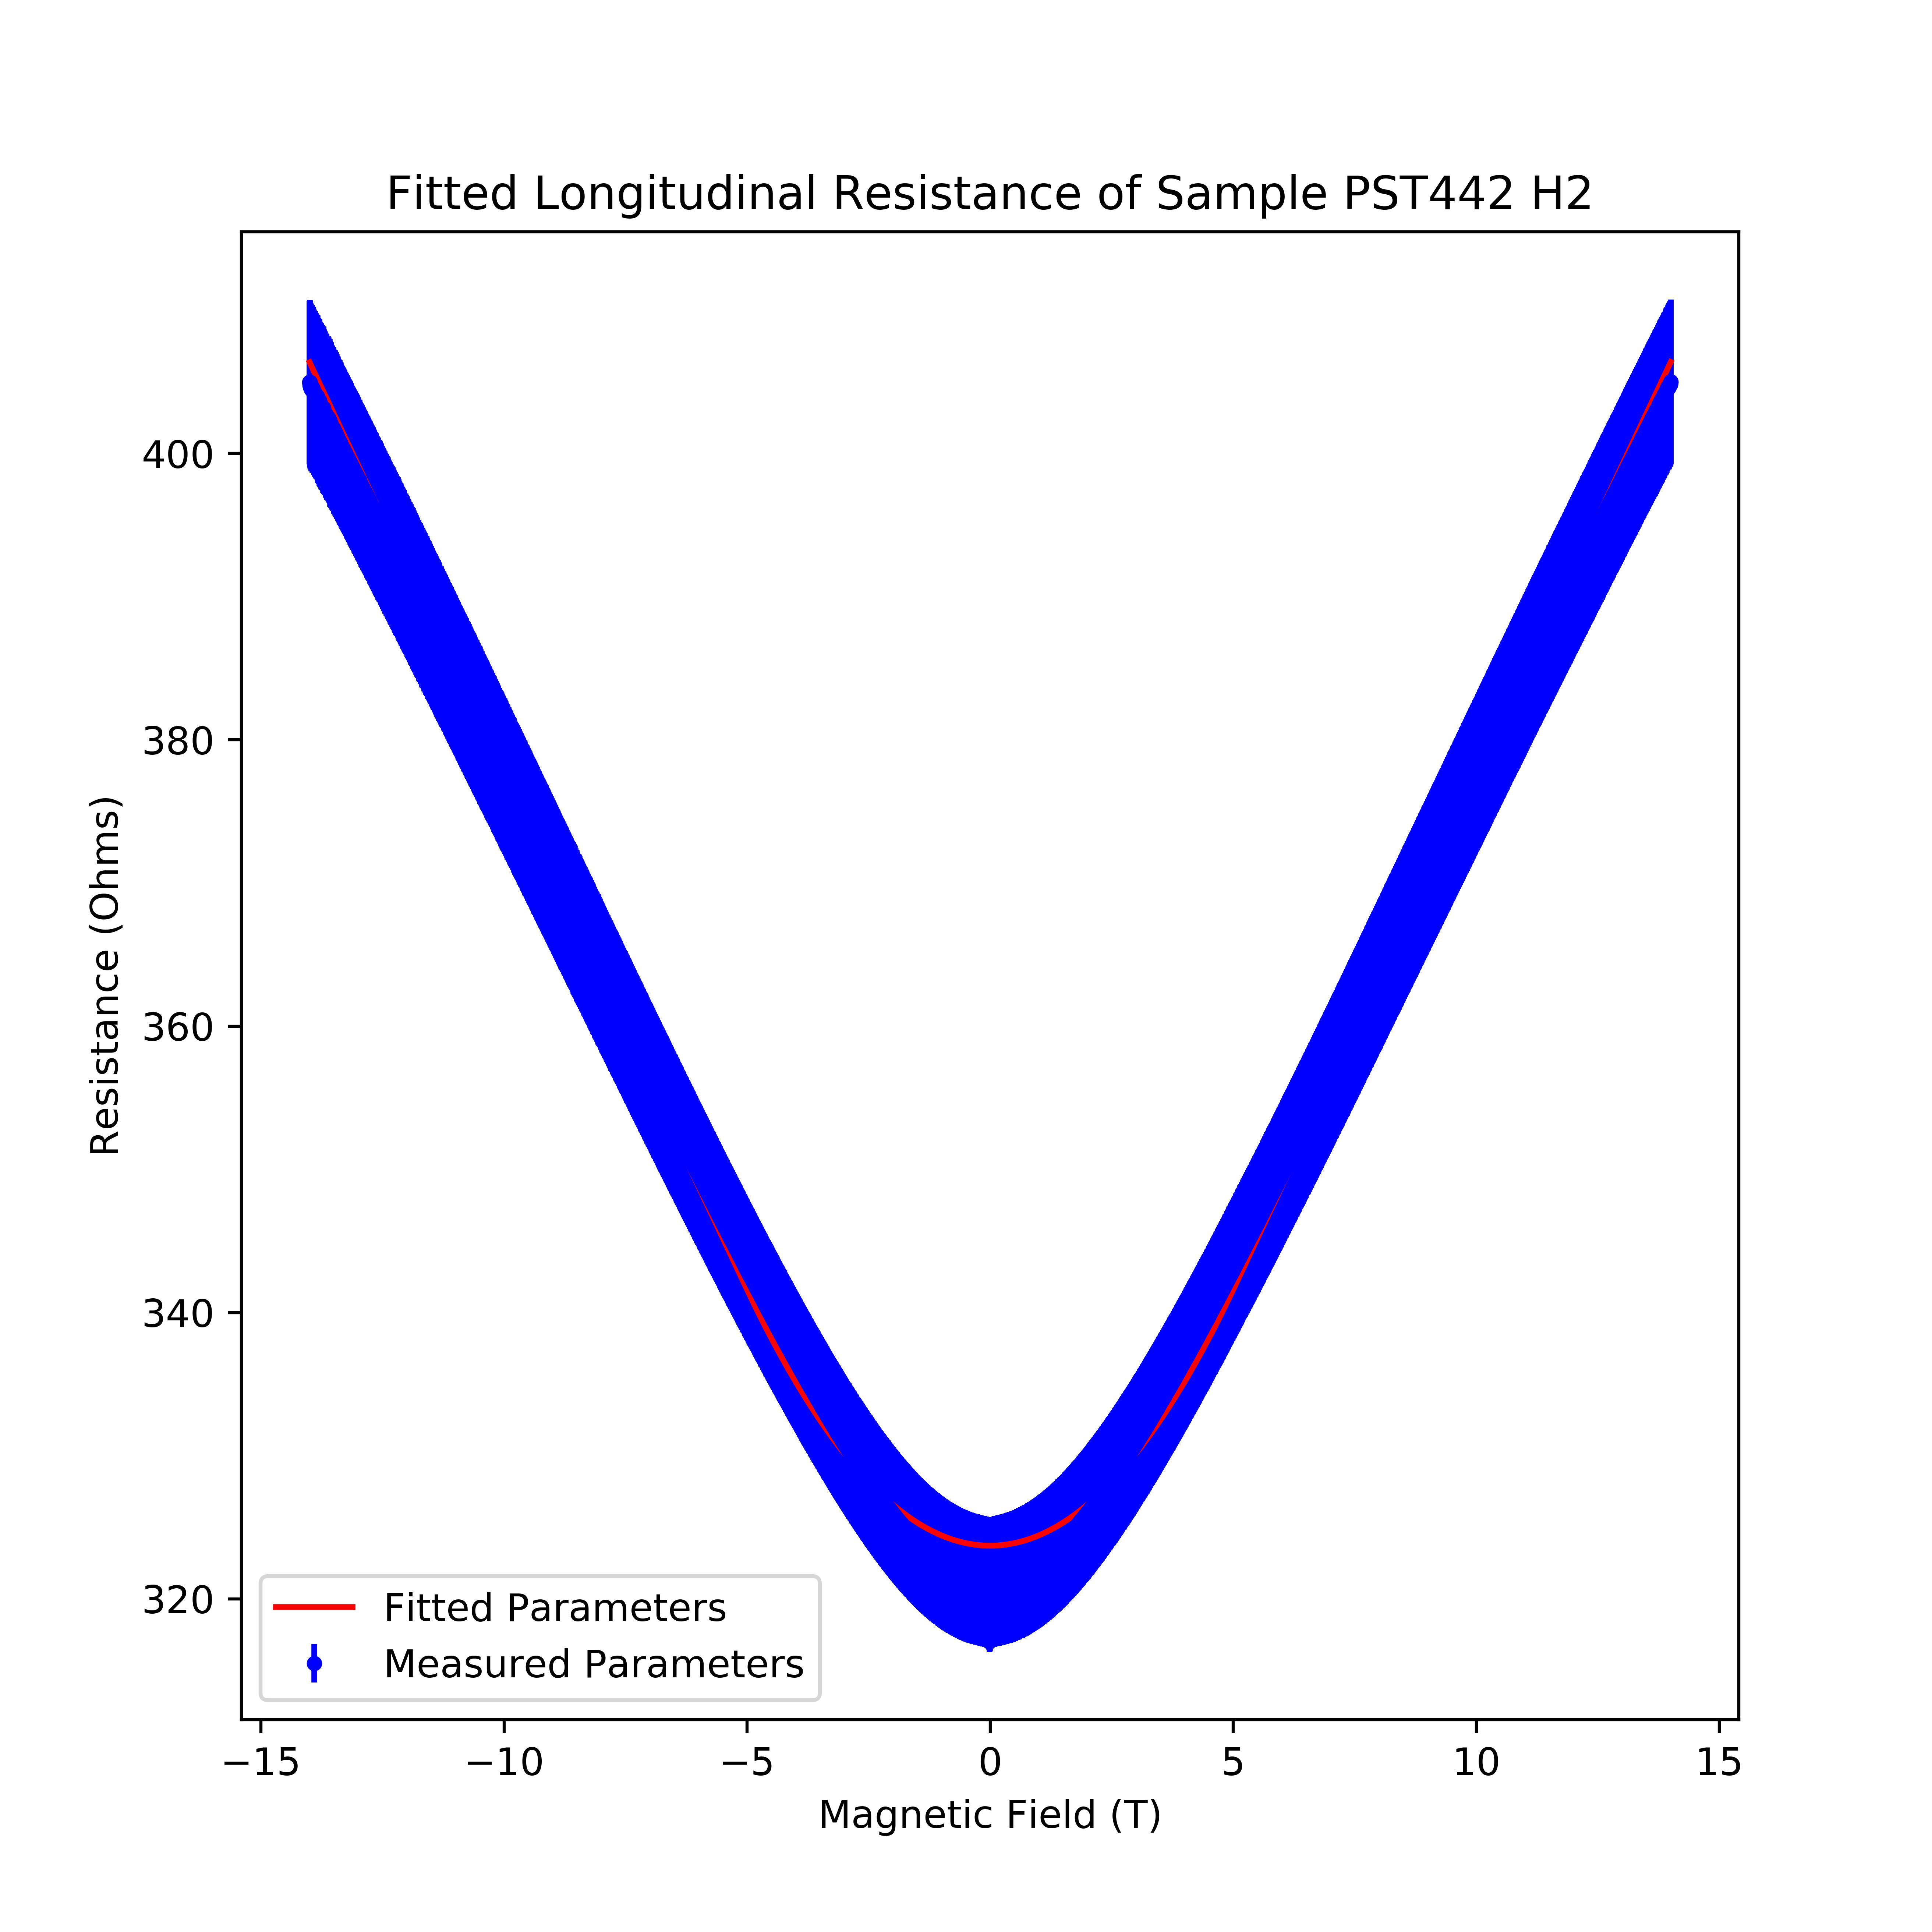 Fitted Longitudinal Resistance of Sample PST442 H2
Resistance (Ohms)
400
380
360
340
320
Fitted Parameters
Measured Parameters
−15 −10 −5 0 5 10 15
Magnetic Field (T)